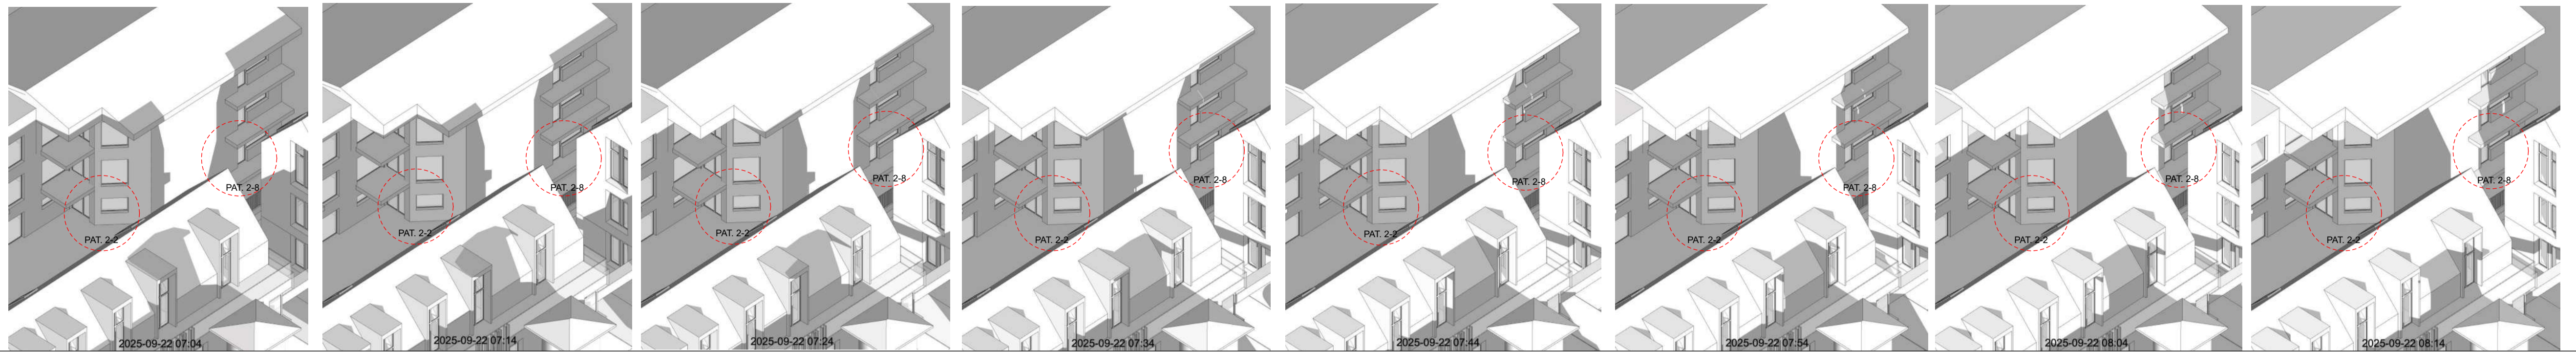 PAT. 2-8
PAT. 2-2
2025-09-22 07:04
PAT. 2-8
PAT. 2-2
2025-09-22 07:14
PAT. 2-8
PAT. 2-2
2025-09-22 07:24
PAT. 2-8
PAT. 2-2
2025-09-22 07:34
PAT. 2-8
PAT. 2-2
2025-09-22 07:44
PAT. 2-8
PAT. 2-2
2025-09-22 07:54
PAT. 2-8
PAT. 2-2
2025-09-22 08:04
PAT. 2-8
PAT. 2-2
2025-09-22 08:14